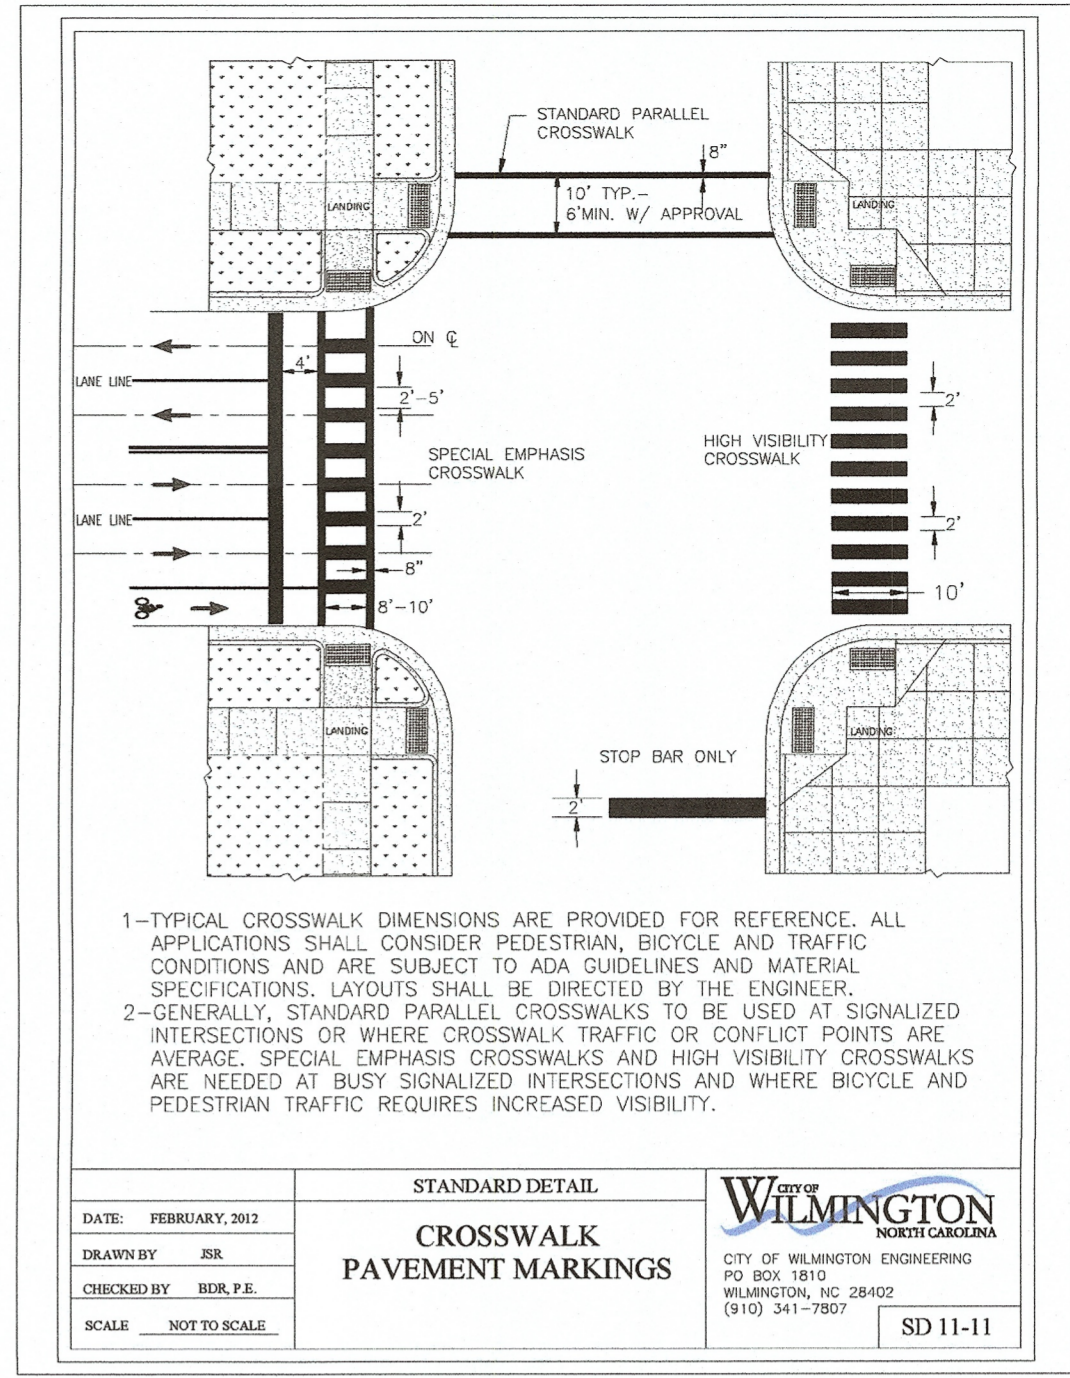 STANDARD PARALLEL
CROSSWALK
8"
10' TYP.-
6'MIN. W/ APPROVAL
LANDING
LANDING
ON ℄
4'
LANE LINE
2'-5'
SPECIAL EMPHASIS
CROSSWALK
HIGH VISIBILITY
CROSSWALK
2'
LANE LINE
2'
2'
8"
8'-10'
10'
LANDING
LANDING
STOP BAR ONLY
2'
1-TYPICAL CROSSWALK DIMENSIONS ARE PROVIDED FOR REFERENCE. ALL
APPLICATIONS SHALL CONSIDER PEDESTRIAN, BICYCLE AND TRAFFIC
CONDITIONS AND ARE SUBJECT TO ADA GUIDELINES AND MATERIAL
SPECIFICATIONS. LAYOUTS SHALL BE DIRECTED BY THE ENGINEER.
2-GENERALLY, STANDARD PARALLEL CROSSWALKS TO BE USED AT SIGNALIZED
INTERSECTIONS OR WHERE CROSSWALK TRAFFIC OR CONFLICT POINTS ARE
AVERAGE. SPECIAL EMPHASIS CROSSWALKS AND HIGH VISIBILITY CROSSWALKS
ARE NEEDED AT BUSY SIGNALIZED INTERSECTIONS AND WHERE BICYCLE AND
PEDESTRIAN TRAFFIC REQUIRES INCREASED VISIBILITY.
DATE: FEBRUARY, 2012
DRAWN BY JSR
CHECKED BY BDR, P.E.
SCALE NOT TO SCALE
STANDARD DETAIL
CROSSWALK
PAVEMENT MARKINGS
CITY OF
WILMINGTON
NORTH CAROLINA
CITY OF WILMINGTON ENGINEERING
PO BOX 1810
WILMINGTON, NC 28402
(910) 341-7807
SD 11-11